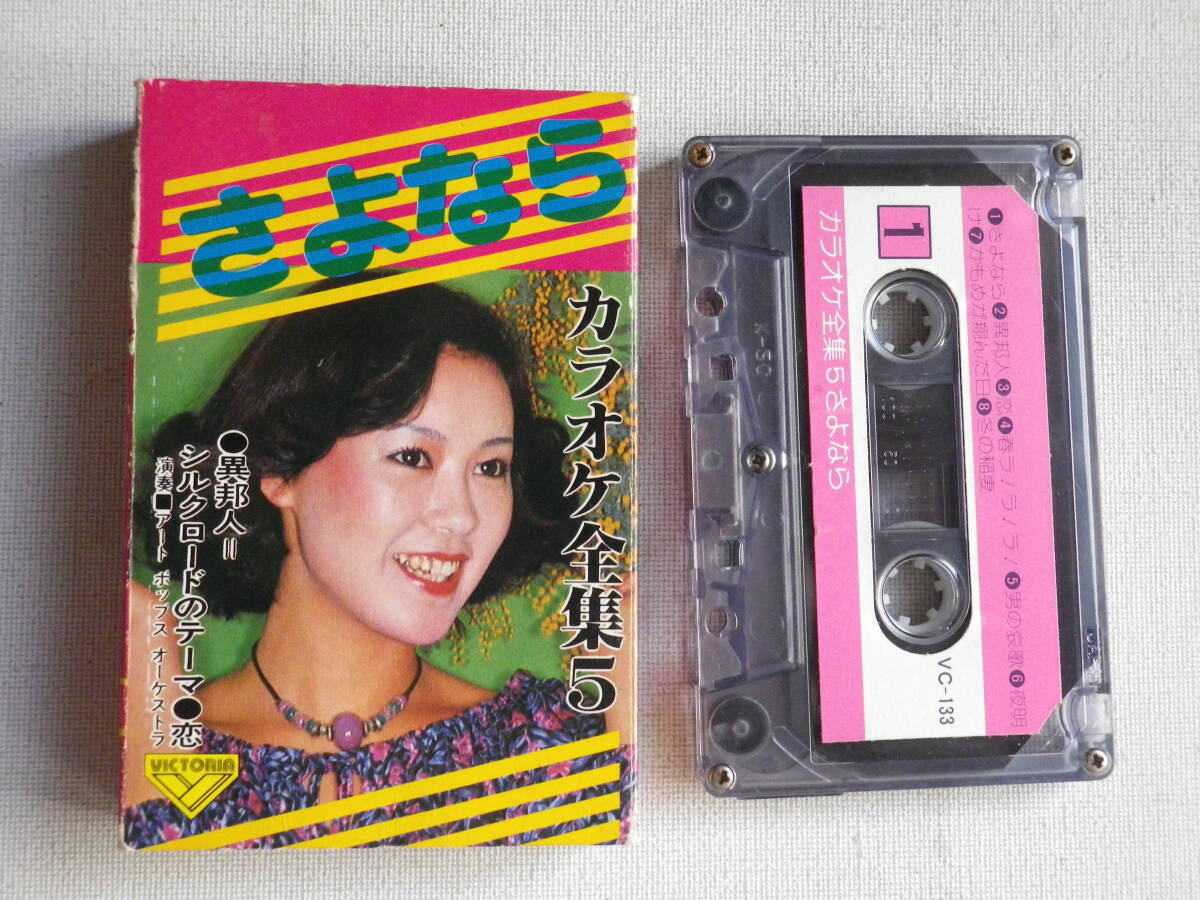 さよなら
カラオケ全集5
●異邦人=
シルクロードのテーマ●恋
演奏■アート ポップス オーケストラ
VICTORIA
1
カラオケ全集5さよなら
❶さよなら❷異邦人❸恋❹春ラ!ラ!ラ!❺男の哀歌❻夜明
け❼かもめが翔んだ日❽冬の稲妻
VC-133